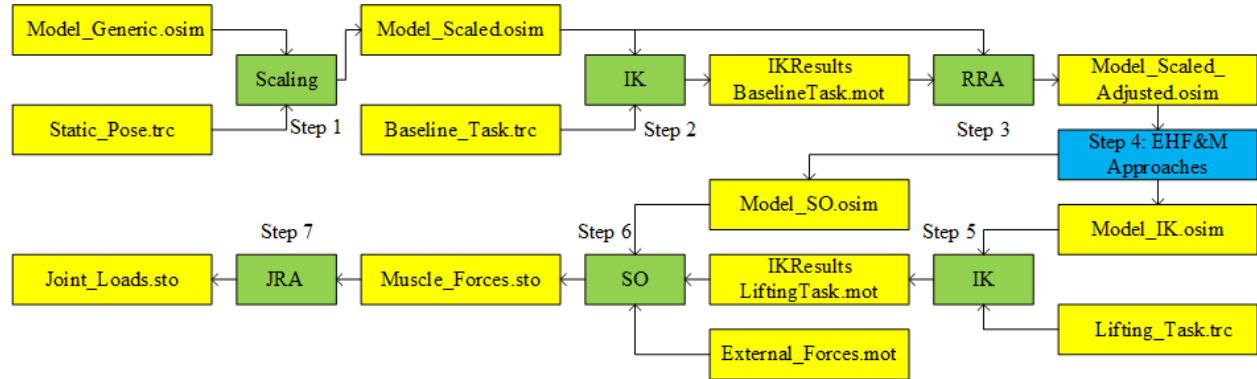 Model_Generic.osim
Model_Scaled.osim
Scaling
IK
IKResults
BaselineTask.mot
RRA
Model_Scaled_
Adjusted.osim
Static_Pose.trc
Step 1
Baseline_Task.trc
Step 2
Step 3
Step 4: EHF&M
Approaches
Model_SO.osim
Model_IK.osim
Step 7
Step 6
Step 5
Joint_Loads.sto
JRA
Muscle_Forces.sto
SO
IKResults
LiftingTask.mot
IK
External_Forces.mot
Lifting_Task.trc